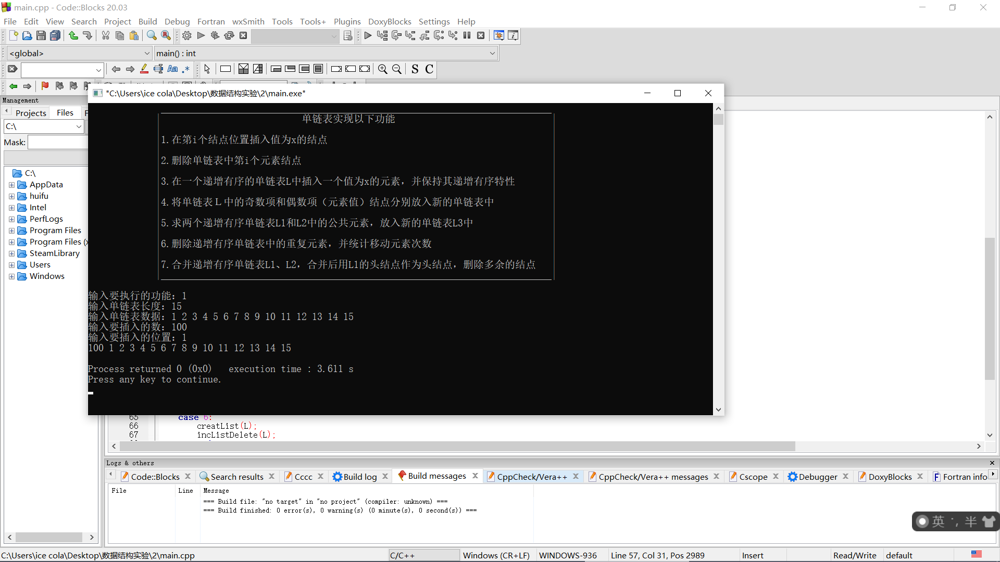 main.cpp - Code::Blocks 20.03
File Edit View Search Project Build Debug Fortran wxSmith Tools Tools+ Plugins DoxyBlocks Settings Help
<global>
main() : int
Aa .*
S C
Management
Projects Files F
C:\
Mask:
C:\
AppData
huifu
Intel
PerfLogs
Program Files
Program Files (x
SteamLibrary
Users
Windows
"C:\Users\ice cola\Desktop\数据结构实验\2\main.exe"
单链表实现以下功能
1.在第i个结点位置插入值为x的结点
2.删除单链表中第i个元素结点
3.在一个递增有序的单链表L中插入一个值为x的元素，并保持其递增有序特性
4.将单链表Ｌ中的奇数项和偶数项（元素值）结点分别放入新的单链表中
5.求两个递增有序单链表L1和L2中的公共元素，放入新的单链表L3中
6.删除递增有序单链表中的重复元素，并统计移动元素次数
7.合并递增有序单链表L1、L2，合并后用L1的头结点作为头结点，删除多余的结点
输入要执行的功能：1
输入单链表长度：15
输入单链表数据：1 2 3 4 5 6 7 8 9 10 11 12 13 14 15
输入要插入的数：100
输入要插入的位置：1
100 1 2 3 4 5 6 7 8 9 10 11 12 13 14 15
Process returned 0 (0x0)   execution time : 3.611 s
Press any key to continue.
65 case 6:
66 creatList(L);
67 incListDelete(L);
Logs & others
Code::Blocks Search results Cccc Build log Build messages CppCheck/Vera++ CppCheck/Vera++ messages Cscope Debugger DoxyBlocks Fortran info
File Line Message
=== Build file: "no target" in "no project" (compiler: unknown) ===
=== Build finished: 0 error(s), 0 warning(s) (0 minute(s), 0 second(s)) ===
英 半
C:\Users\ice cola\Desktop\数据结构实验\2\main.cpp C/C++ Windows (CR+LF) WINDOWS-936 Line 57, Col 31, Pos 2989 Insert Read/Write default